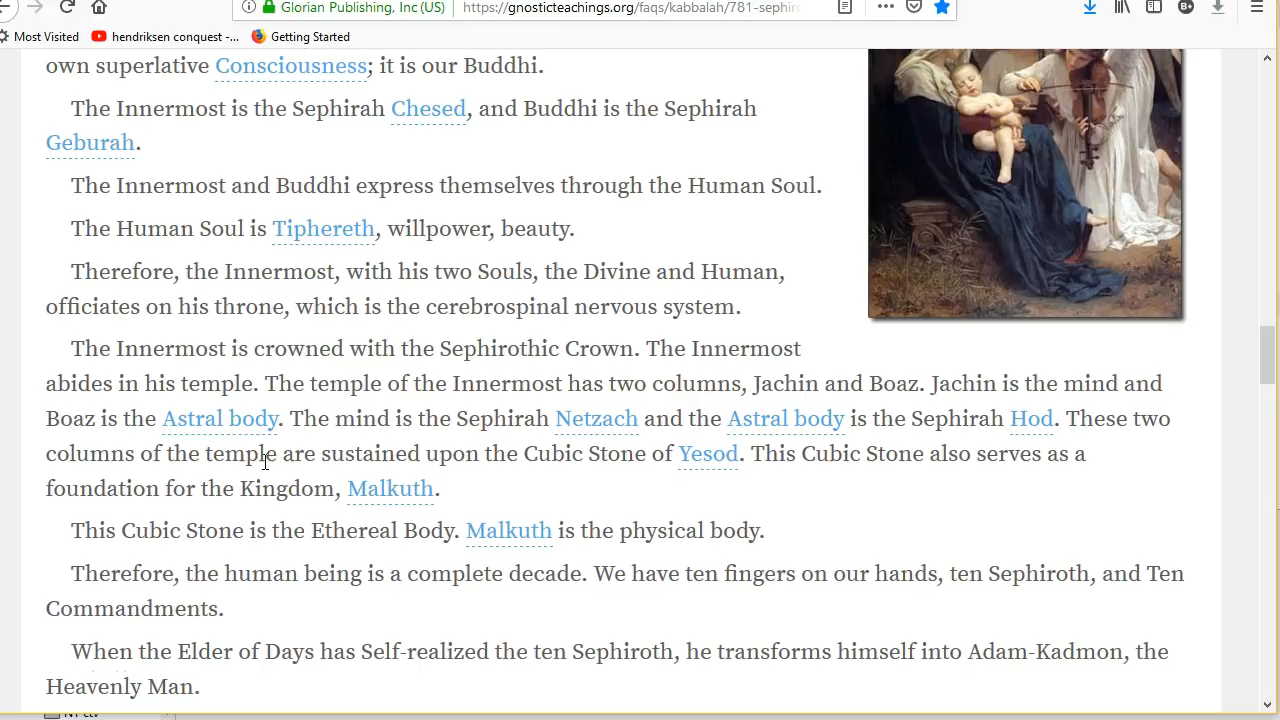 Glorian Publishing, Inc (US)
https://gnosticteachings.org/faqs/kabbalah/781-sephir
Most Visited
hendriksen conquest -...
Getting Started
own superlative Consciousness; it is our Buddhi.
The Innermost is the Sephirah Chesed, and Buddhi is the Sephirah
Geburah.
The Innermost and Buddhi express themselves through the Human Soul.
The Human Soul is Tiphereth, willpower, beauty.
Therefore, the Innermost, with his two Souls, the Divine and Human,
officiates on his throne, which is the cerebrospinal nervous system.
The Innermost is crowned with the Sephirothic Crown. The Innermost
abides in his temple. The temple of the Innermost has two columns, Jachin and Boaz. Jachin is the mind and
Boaz is the Astral body. The mind is the Sephirah Netzach and the Astral body is the Sephirah Hod. These two
columns of the temple are sustained upon the Cubic Stone of Yesod. This Cubic Stone also serves as a
foundation for the Kingdom, Malkuth.
This Cubic Stone is the Ethereal Body. Malkuth is the physical body.
Therefore, the human being is a complete decade. We have ten fingers on our hands, ten Sephiroth, and Ten
Commandments.
When the Elder of Days has Self-realized the ten Sephiroth, he transforms himself into Adam-Kadmon, the
Heavenly Man.